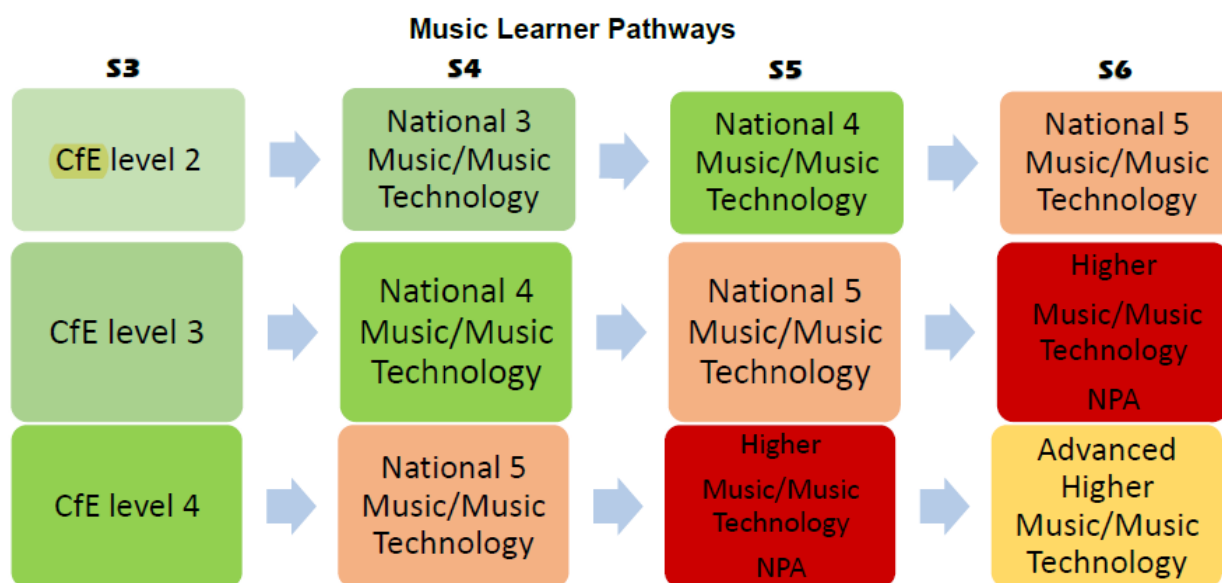 Music Learner Pathways
S3
S4
S5
S6
CfE level 2
National 3
Music/Music
Technology
National 4
Music/Music
Technology
National 5
Music/Music
Technology
CfE level 3
National 4
Music/Music
Technology
National 5
Music/Music
Technology
Higher
Music/Music
Technology
NPA
CfE level 4
National 5
Music/Music
Technology
Higher
Music/Music
Technology
NPA
Advanced
Higher
Music/Music
Technology